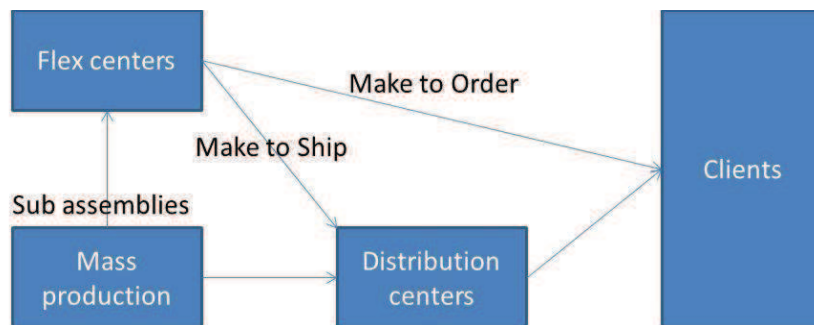 Flex centers
Make to Order
Make to Ship
Clients
Sub assemblies
Mass
production
Distribution
centers